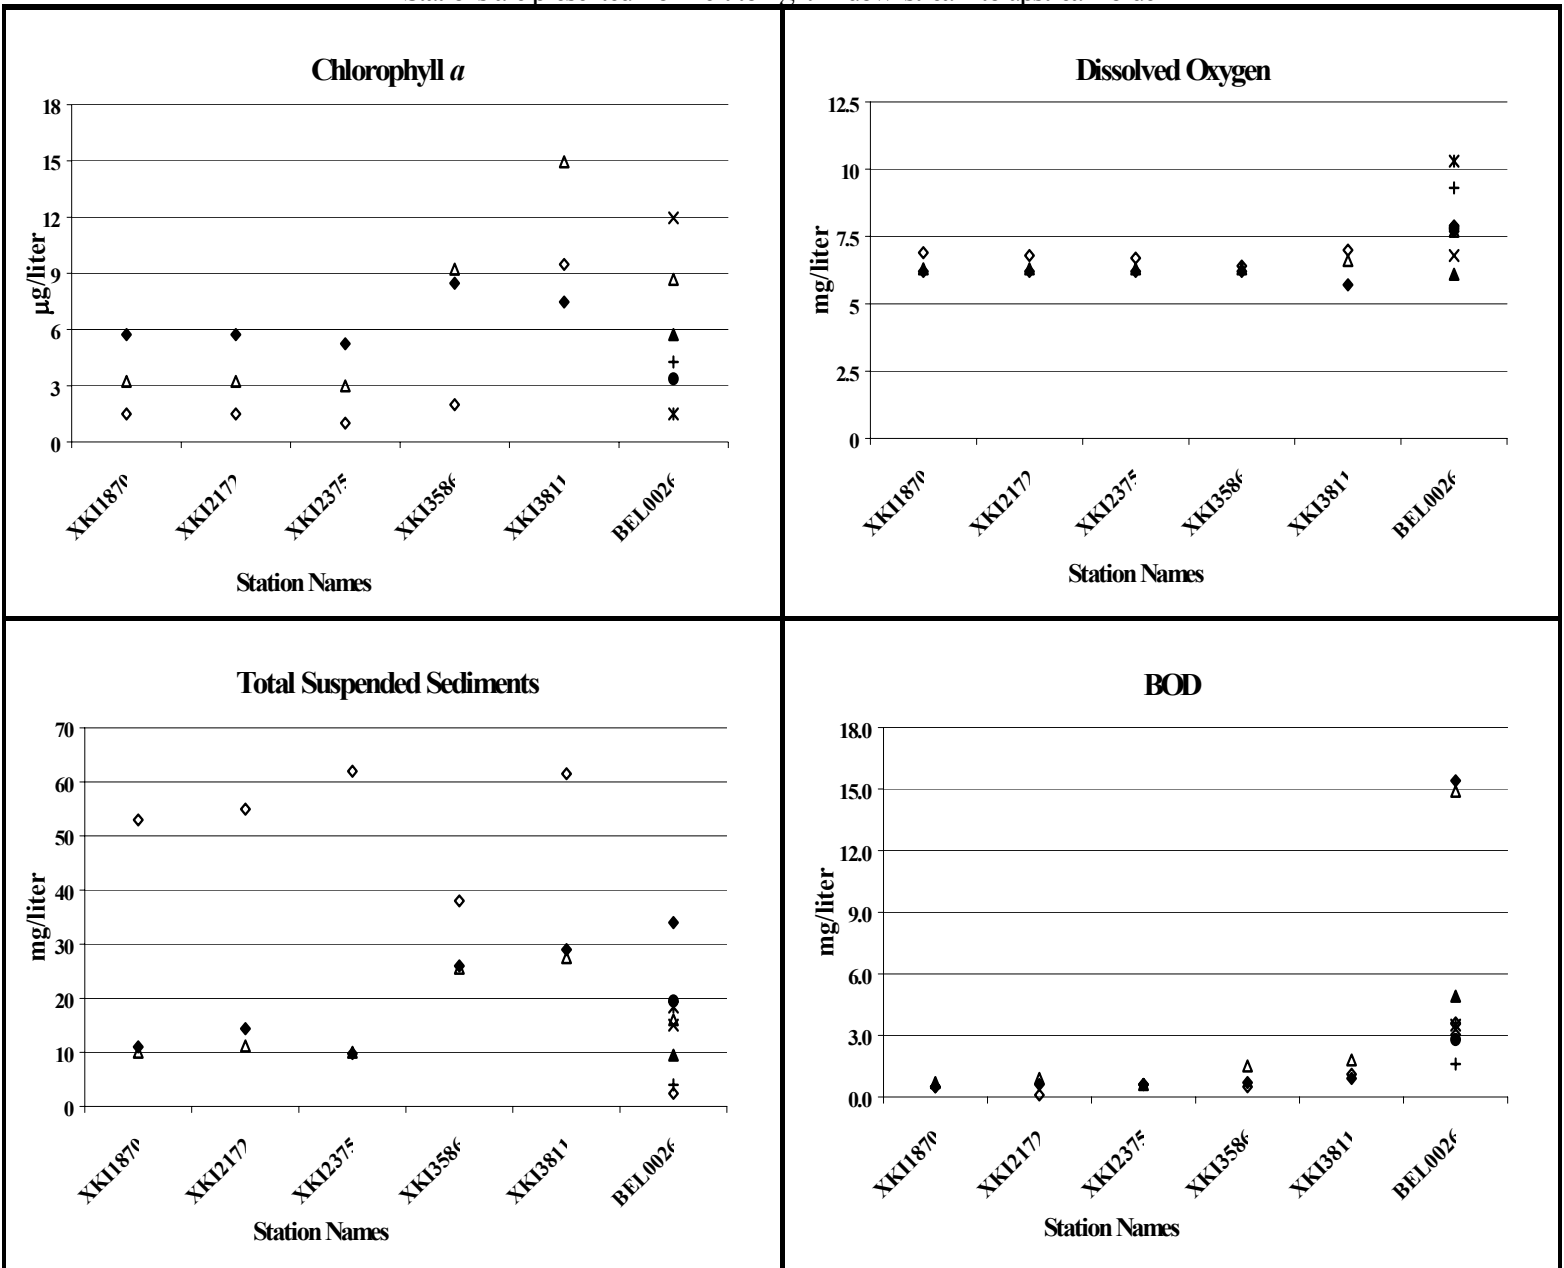 Chlorophyll a
18
15
12
9
6
3
0
µg/liter
XKI1870
XKI2172
XKI2375
XKI3586
XKI3811
BEL0026
Station Names
Dissolved Oxygen
12.5
10
7.5
5
2.5
0
mg/liter
XKI1870
XKI2172
XKI2375
XKI3586
XKI3811
BEL0026
Station Names
Total Suspended Sediments
70
60
50
40
30
20
10
0
mg/liter
XKI1870
XKI2172
XKI2375
XKI3586
XKI3811
BEL0026
Station Names
BOD
18.0
15.0
12.0
9.0
6.0
3.0
0.0
mg/liter
XKI1870
XKI2172
XKI2375
XKI3586
XKI3811
BEL0026
Station Names